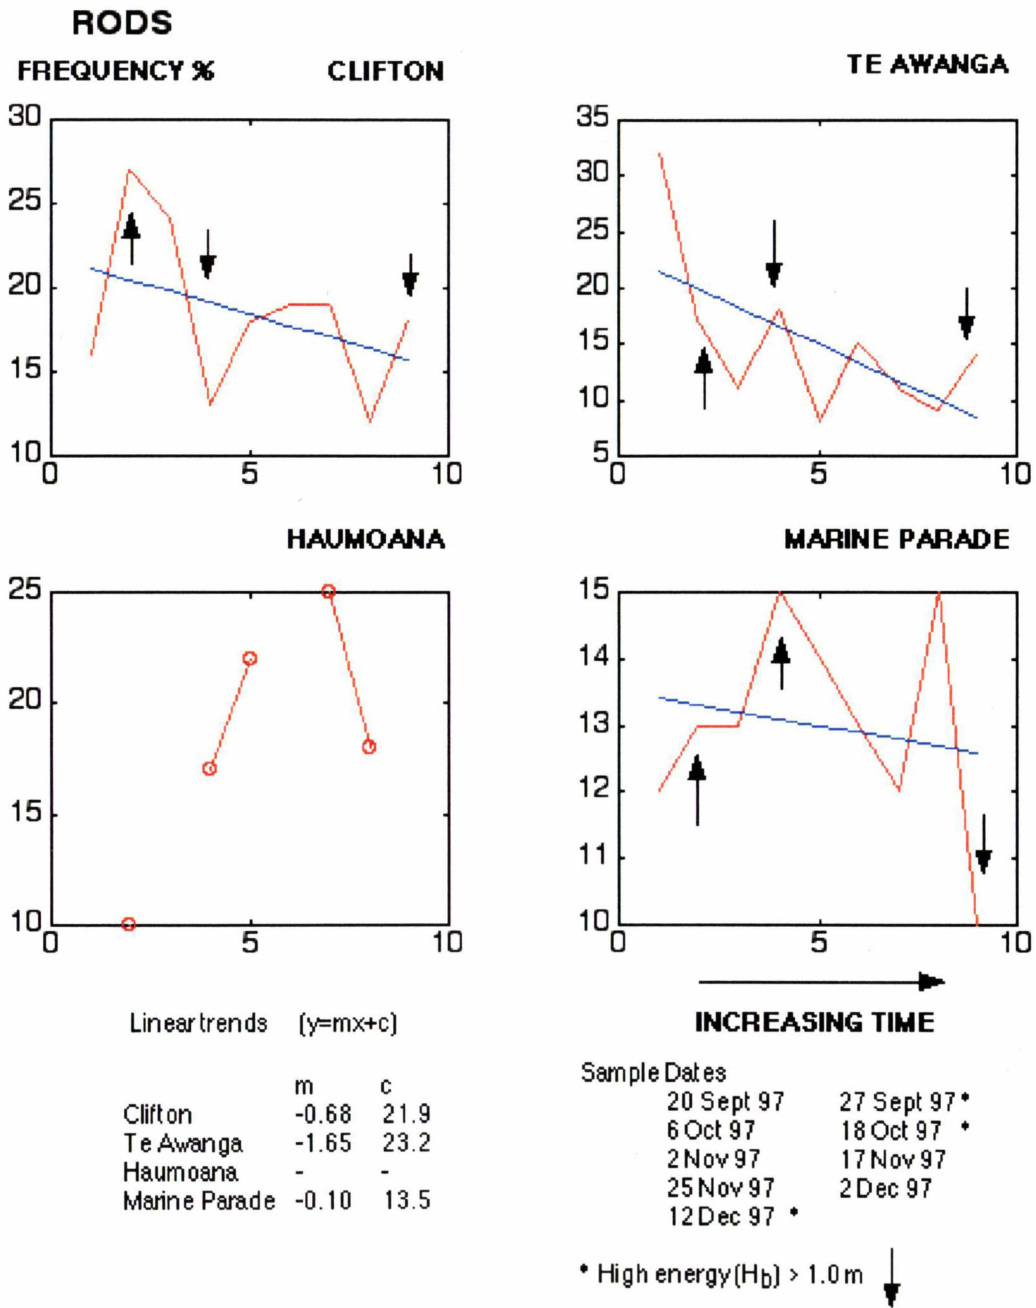 RODS
FREQUENCY % CLIFTON
TE AWANGA
30
25
20
15
10
0 5 10
35
30
25
20
15
10
5
0 5 10
HAUMOANA
MARINE PARADE
25
20
15
10
0 5 10
15
14
13
12
11
10
0 5 10
INCREASING TIME
Linear trends (y=mx+c)
m c
Clifton -0.68 21.9
Te Awanga -1.65 23.2
Haumoana - -
Marine Parade -0.10 13.5
Sample Dates
20 Sept 97 27 Sept 97 *
6 Oct 97 18 Oct 97 *
2 Nov 97 17 Nov 97
25 Nov 97 2 Dec 97
12 Dec 97 *
* High energy (Hb) > 1.0 m